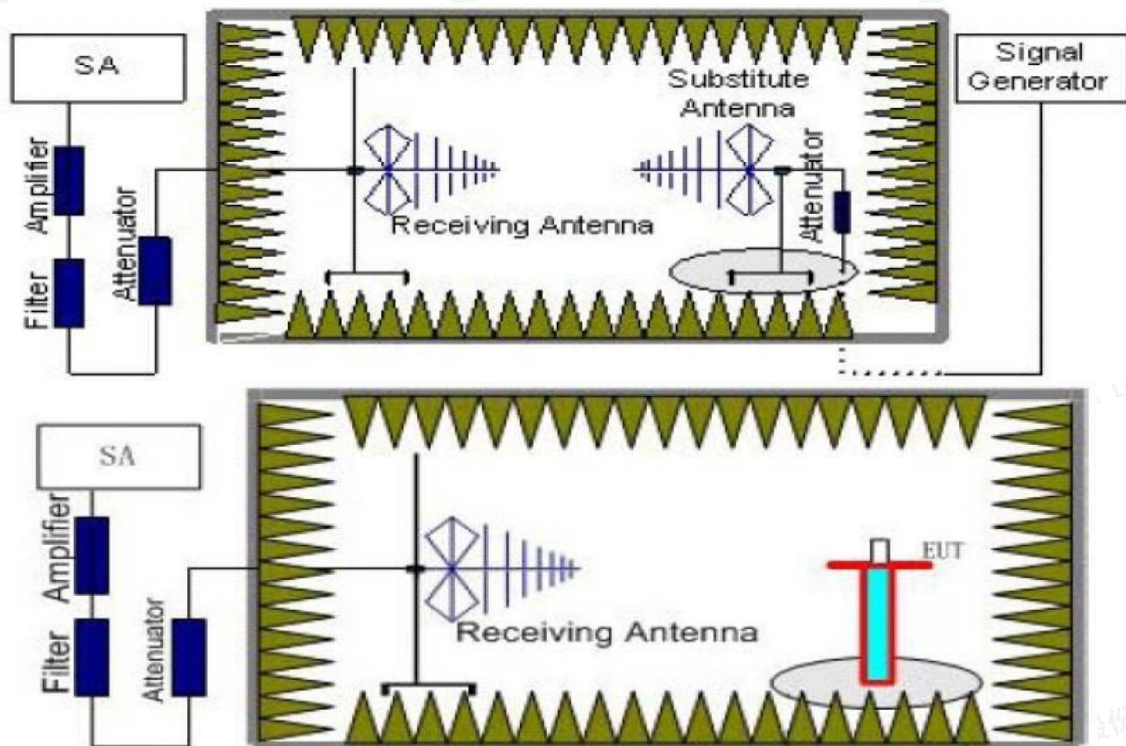 SA
Signal
Generator
Substitute
Antenna
Amplifier
Attenuator
Attenuator
Receiving Antenna
Filter
SA
Amplifier
EUT
Receiving Antenna
Filter
Attenuator